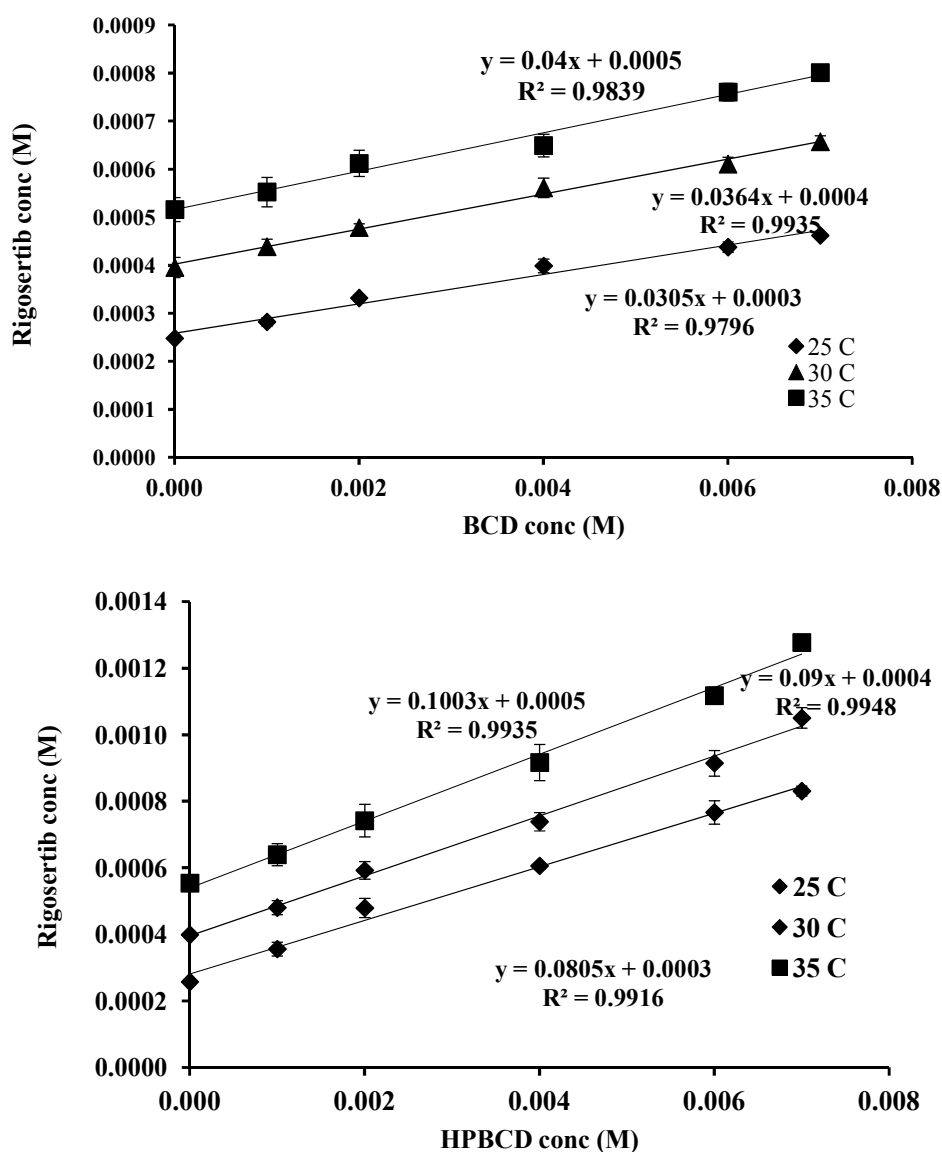 0.0009
0.0008
0.0007
0.0006
0.0005
0.0004
0.0003
0.0002
0.0001
0.0000
Rigosertib conc (M)
y = 0.04x + 0.0005
R² = 0.9839
y = 0.0364x + 0.0004
R² = 0.9935
y = 0.0305x + 0.0003
R² = 0.9796
25 C
30 C
35 C
0.000 0.002 0.004 0.006 0.008
BCD conc (M)
0.0014
0.0012
0.0010
0.0008
0.0006
0.0004
0.0002
0.0000
Rigosertib conc (M)
y = 0.1003x + 0.0005
R² = 0.9935
y = 0.09x + 0.0004
R² = 0.9948
y = 0.0805x + 0.0003
R² = 0.9916
25 C
30 C
35 C
0.000 0.002 0.004 0.006 0.008
HPBCD conc (M)